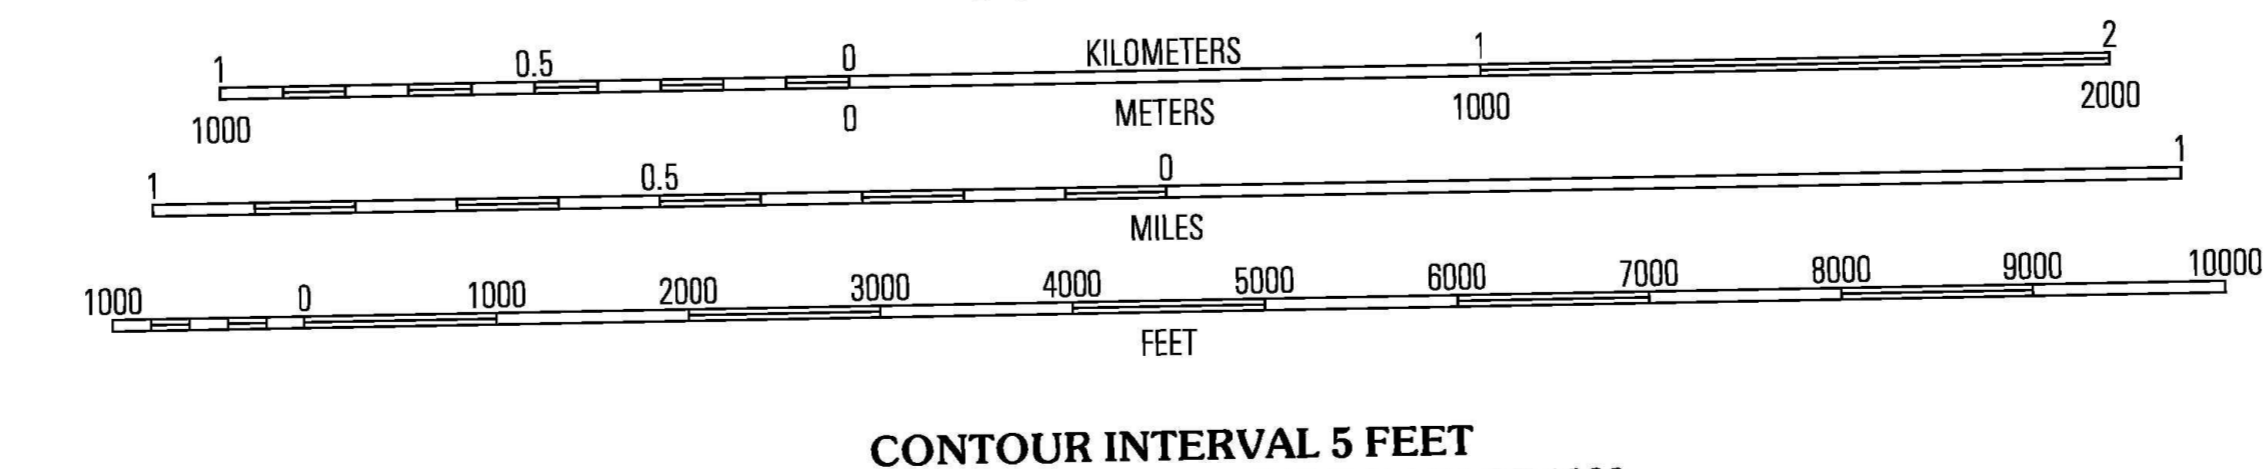 1 0.5 0 KILOMETERS 1 2
1000 0 METERS 1000 2000
1 0.5 0 1
MILES
1000 0 1000 2000 3000 4000 5000 6000 7000 8000 9000 10000
FEET
CONTOUR INTERVAL 5 FEET